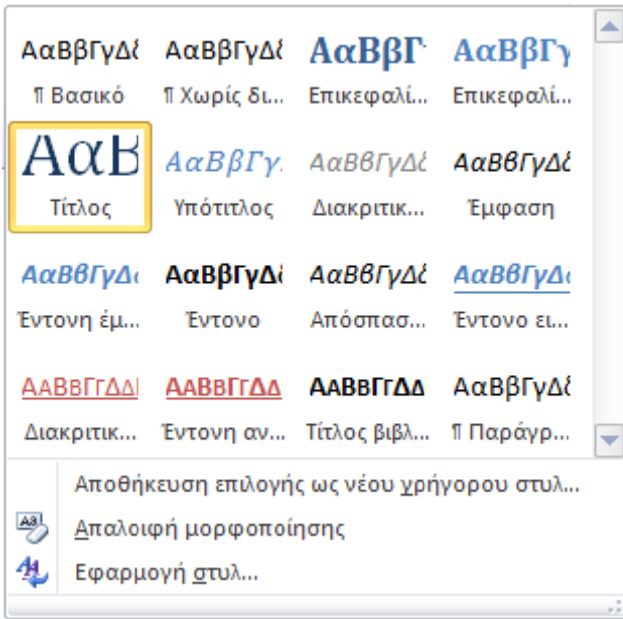 ΑαΒβΓγΔδ ΑαΒβΓγΔδ ΑαΒβΓ ΑαΒβΓγ
¶ Βασικό ¶ Χωρίς δι... Επικεφαλί... Επικεφαλί...
ΑαΒ ΑαΒβΓγ ΑαΒβΓγΔδ ΑαΒβΓγΔδ
Τίτλος Υπότιτλος Διακριτικ... Έμφαση
ΑαΒβΓγΔδ ΑαΒβΓγΔδ ΑαΒβΓγΔδ ΑαΒβΓγΔδ
Έντονη έμ... Έντονο Απόσπασ... Έντονο ει...
ΑΑΒΒΓΓΔΔ ΑΑΒΒΓΓΔΔ ΑΑΒΒΓΓΔΔ ΑαΒβΓγΔδ
Διακριτικ... Έντονη αν... Τίτλος βιβλ... ¶ Παράγρ...
Αποθήκευση επιλογής ως νέου γρήγορου στυλ...
Απαλοιφή μορφοποίησης
Εφαρμογή στυλ...